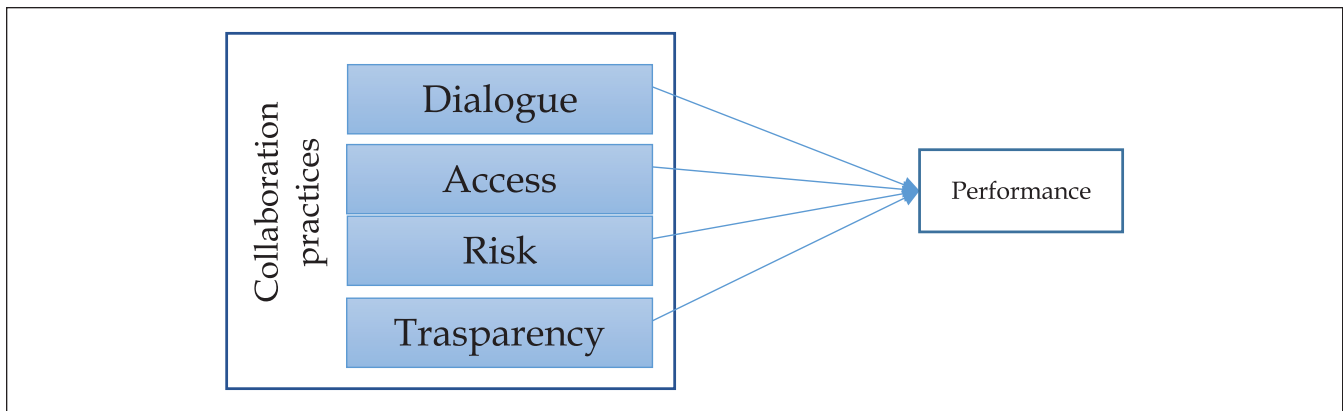 Collaboration
practices
Dialogue
Access
Risk
Trasparency
Performance